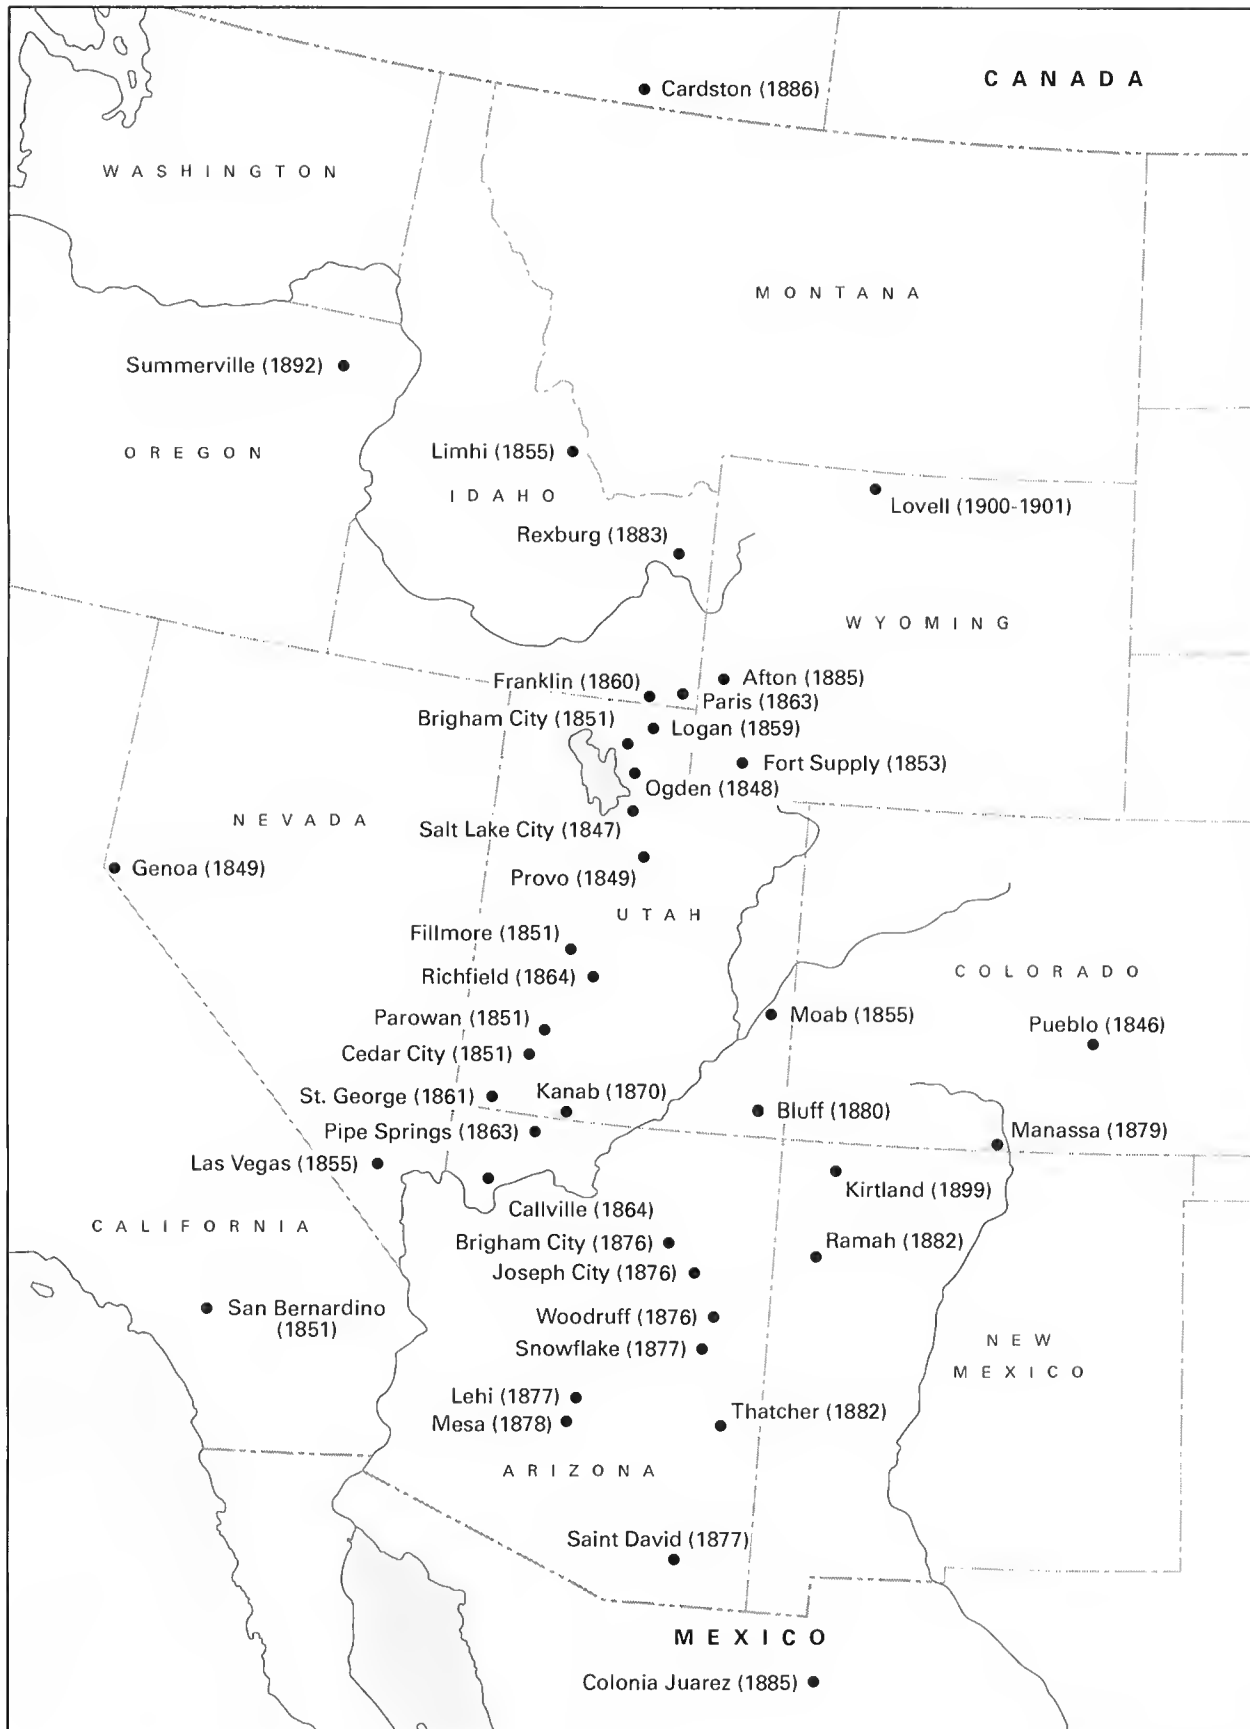 CANADA
Cardston (1886)
WASHINGTON
MONTANA
Summerville (1892)
OREGON
Limhi (1855)
IDAHO
Lovell (1900-1901)
Rexburg (1883)
WYOMING
Franklin (1860)
Afton (1885)
Paris (1863)
Brigham City (1851)
Logan (1859)
Fort Supply (1853)
Ogden (1848)
NEVADA
Salt Lake City (1847)
Genoa (1849)
Provo (1849)
UTAH
Fillmore (1851)
COLORADO
Richfield (1864)
Parowan (1851)
Moab (1855)
Pueblo (1846)
Cedar City (1851)
St. George (1861)
Kanab (1870)
Bluff (1880)
Pipe Springs (1863)
Manassa (1879)
Las Vegas (1855)
Kirtland (1899)
Callville (1864)
CALIFORNIA
Brigham City (1876)
Ramah (1882)
Joseph City (1876)
San Bernardino
(1851)
Woodruff (1876)
Snowflake (1877)
NEW
MEXICO
Lehi (1877)
Mesa (1878)
Thatcher (1882)
ARIZONA
Saint David (1877)
MEXICO
Colonia Juarez (1885)